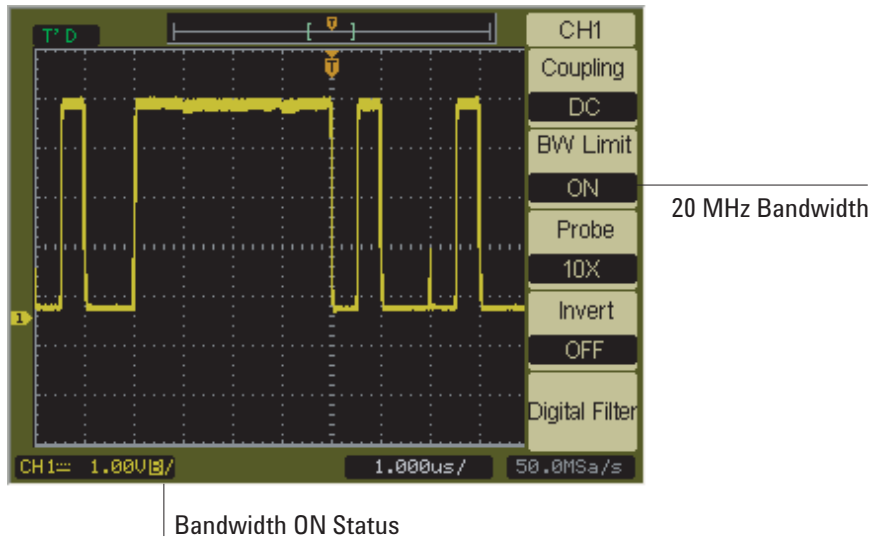 T'D
T
CH1
T
Coupling
DC
BW Limit
ON
20 MHz Bandwidth
Probe
10X
Invert
1
OFF
Digital Filter
CH1 1.00V B/
1.000us/
50.0MSa/s
Bandwidth ON Status